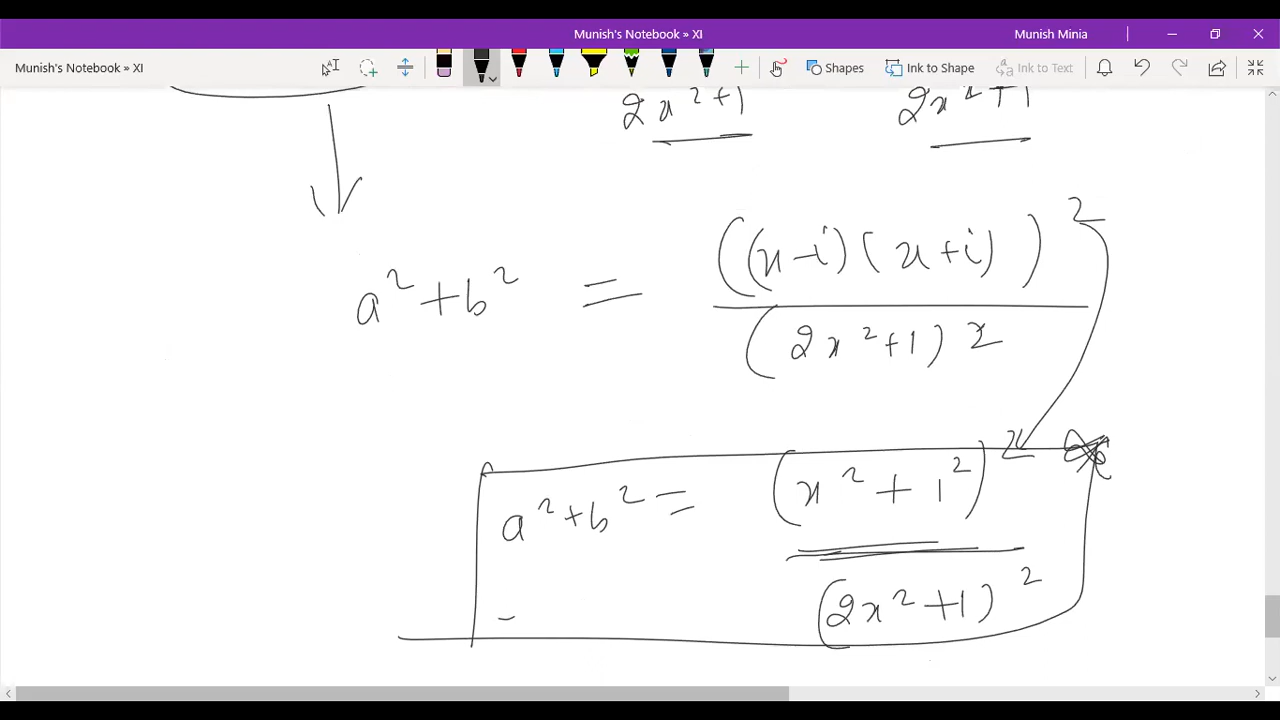 Munish's Notebook » XI
Munish Minia
Munish's Notebook » XI
Shapes
Ink to Shape
Ink to Text
2x²+1
2x²+1
a²+b² = ((x-i)(x+i))²
(2x²+1)²
a²+b² = (x²+1²)²
(2x²+1)²